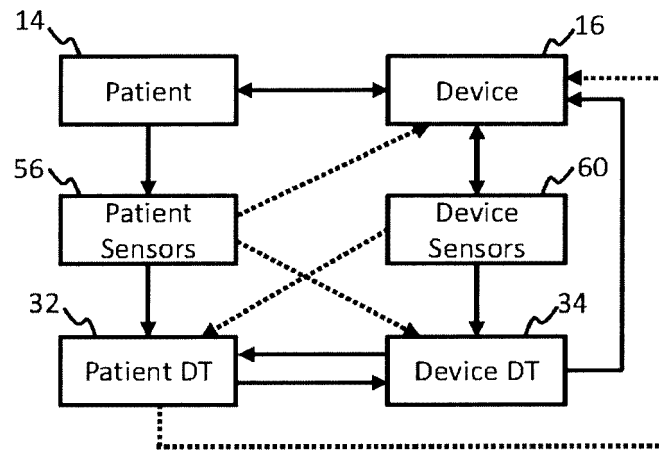 14
16
Patient
Device
56
60
Patient
Sensors
Device
Sensors
32
34
Patient DT
Device DT